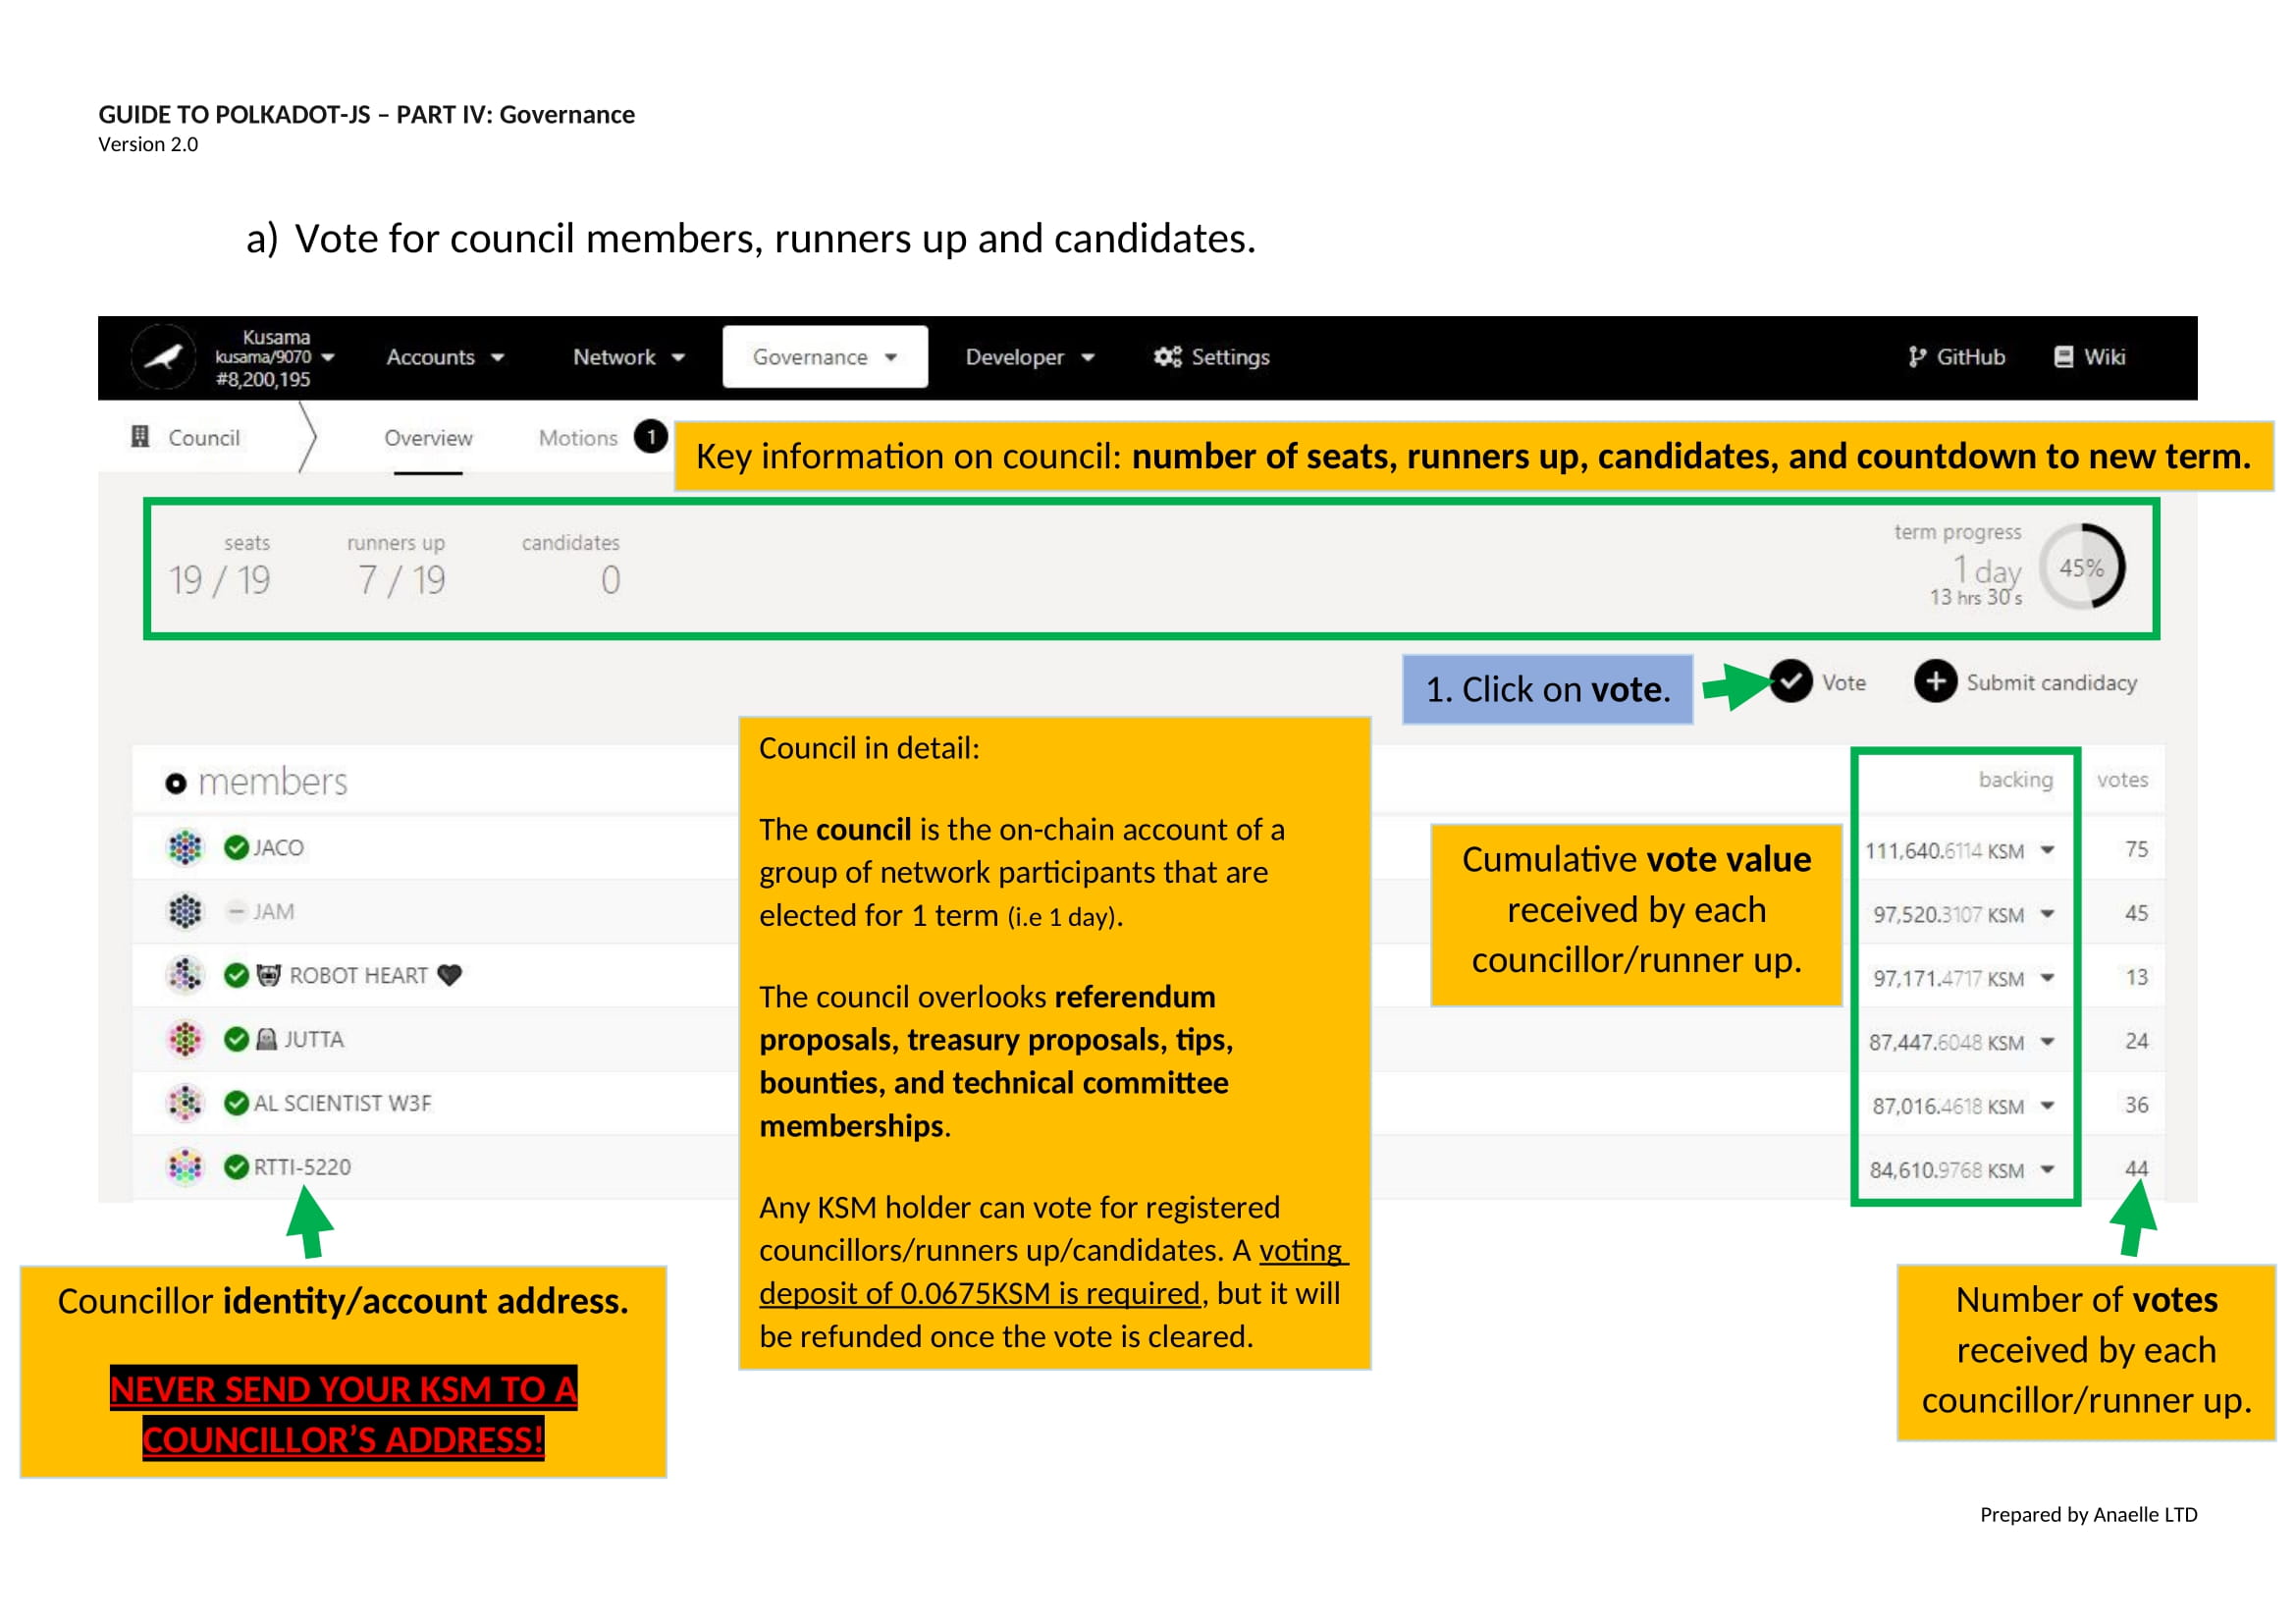 GUIDE TO POLKADOT-JS – PART IV: Governance
Version 2.0
a) Vote for council members, runners up and candidates.
Kusama
kusama/9070
#8,200,195
Accounts
Network
Governance
Developer
Settings
GitHub
Wiki
Council
Overview
Motions 1
Key information on council: number of seats, runners up, candidates, and countdown to new term.
seats
19 / 19
runners up
7 / 19
candidates
0
term progress
1 day
13 hrs 30 s
45%
1. Click on vote.
Vote
Submit candidacy
members
backing
votes
JACO
111,640.6114 KSM
75
JAM
97,520.3107 KSM
45
ROBOT HEART
97,171.4717 KSM
13
JUTTA
87,447.6048 KSM
24
AL SCIENTIST W3F
87,016.4618 KSM
36
RTTI-5220
84,610.9768 KSM
44
Council in detail:
The council is the on-chain account of a
group of network participants that are
elected for 1 term (i.e 1 day).
The council overlooks referendum
proposals, treasury proposals, tips,
bounties, and technical committee
memberships.
Any KSM holder can vote for registered
councillors/runners up/candidates. A voting
deposit of 0.0675KSM is required, but it will
be refunded once the vote is cleared.
Cumulative vote value
received by each
councillor/runner up.
Councillor identity/account address.
NEVER SEND YOUR KSM TO A
COUNCILLOR’S ADDRESS!
Number of votes
received by each
councillor/runner up.
Prepared by Anaelle LTD